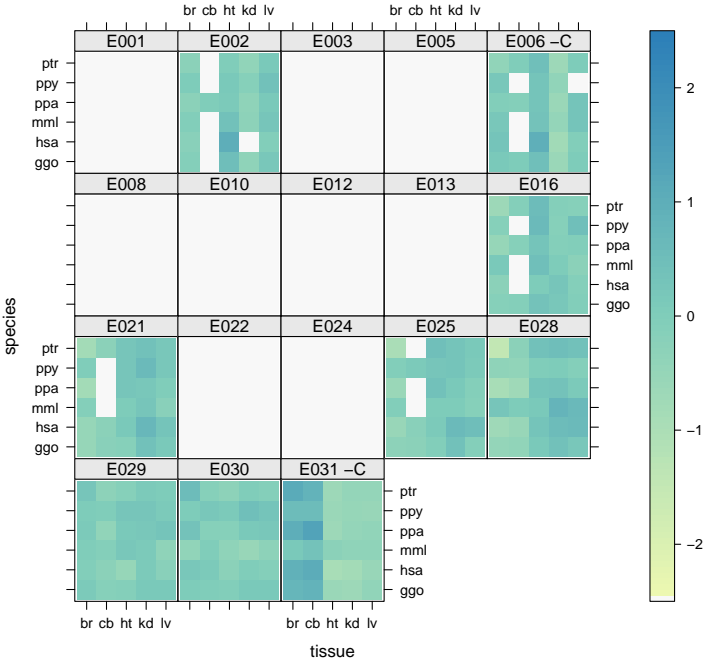 br cb ht kd lv br cb ht kd lv
E001 E002 E003 E005 E006 −C
ptr
ppy
ppa
mml
hsa
ggo
E008 E010 E012 E013 E016
ptr
ppy
ppa
mml
hsa
ggo
E021 E022 E024 E025 E028
ptr
ppy
ppa
mml
hsa
ggo
E029 E030 E031 −C
ptr
ppy
ppa
mml
hsa
ggo
br cb ht kd lv br cb ht kd lv
tissue
species
2
1
0
−1
−2